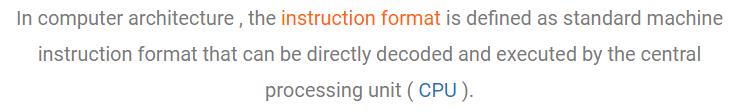 In computer architecture , the instruction format is defined as standard machine
instruction format that can be directly decoded and executed by the central
processing unit ( CPU ).